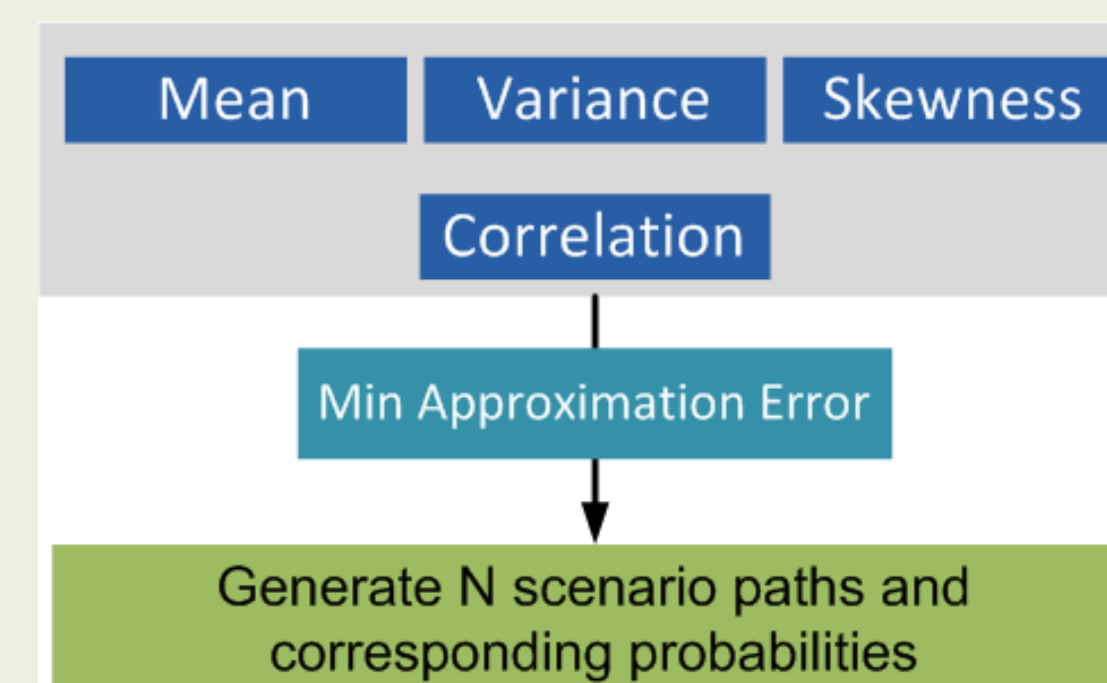 Mean Variance Skewness
Correlation
Min Approximation Error
Generate N scenario paths and
corresponding probabilities